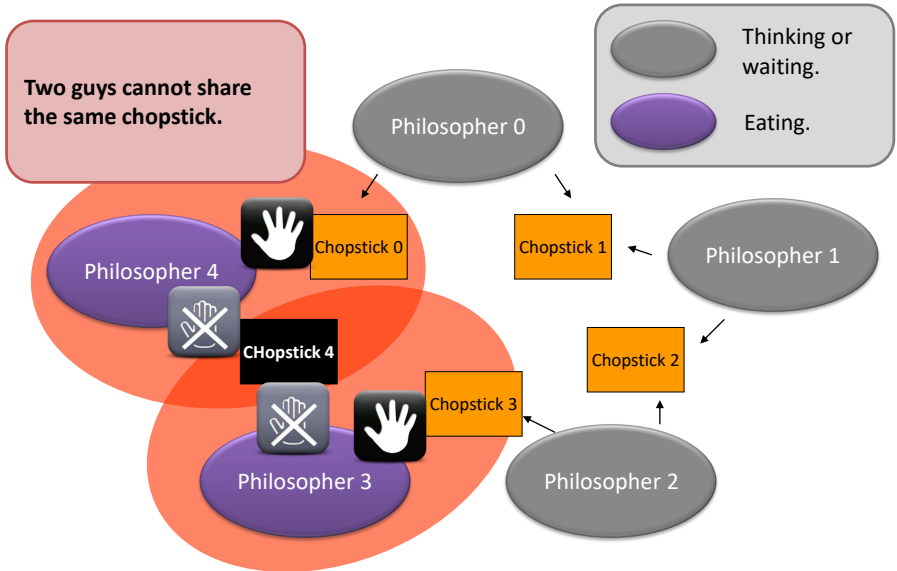 Two guys cannot share
the same chopstick.
Thinking or
waiting.
Eating.
Philosopher 0
Philosopher 4
Chopstick 0
Chopstick 1
Philosopher 1
CHopstick 4
Chopstick 2
Chopstick 3
Philosopher 3
Philosopher 2